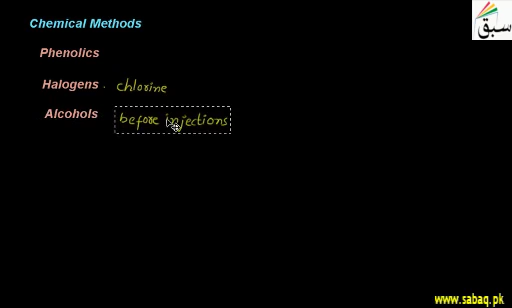 Chemical Methods
سبق
Phenolics
Halogens. chlorine
Alcohols before injections
www.sabaq.pk